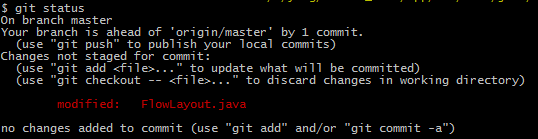 $ git status
On branch master
Your branch is ahead of 'origin/master' by 1 commit.
  (use "git push" to publish your local commits)
Changes not staged for commit:
  (use "git add <file>..." to update what will be committed)
  (use "git checkout -- <file>..." to discard changes in working directory)

        modified:   FlowLayout.java

no changes added to commit (use "git add" and/or "git commit -a")